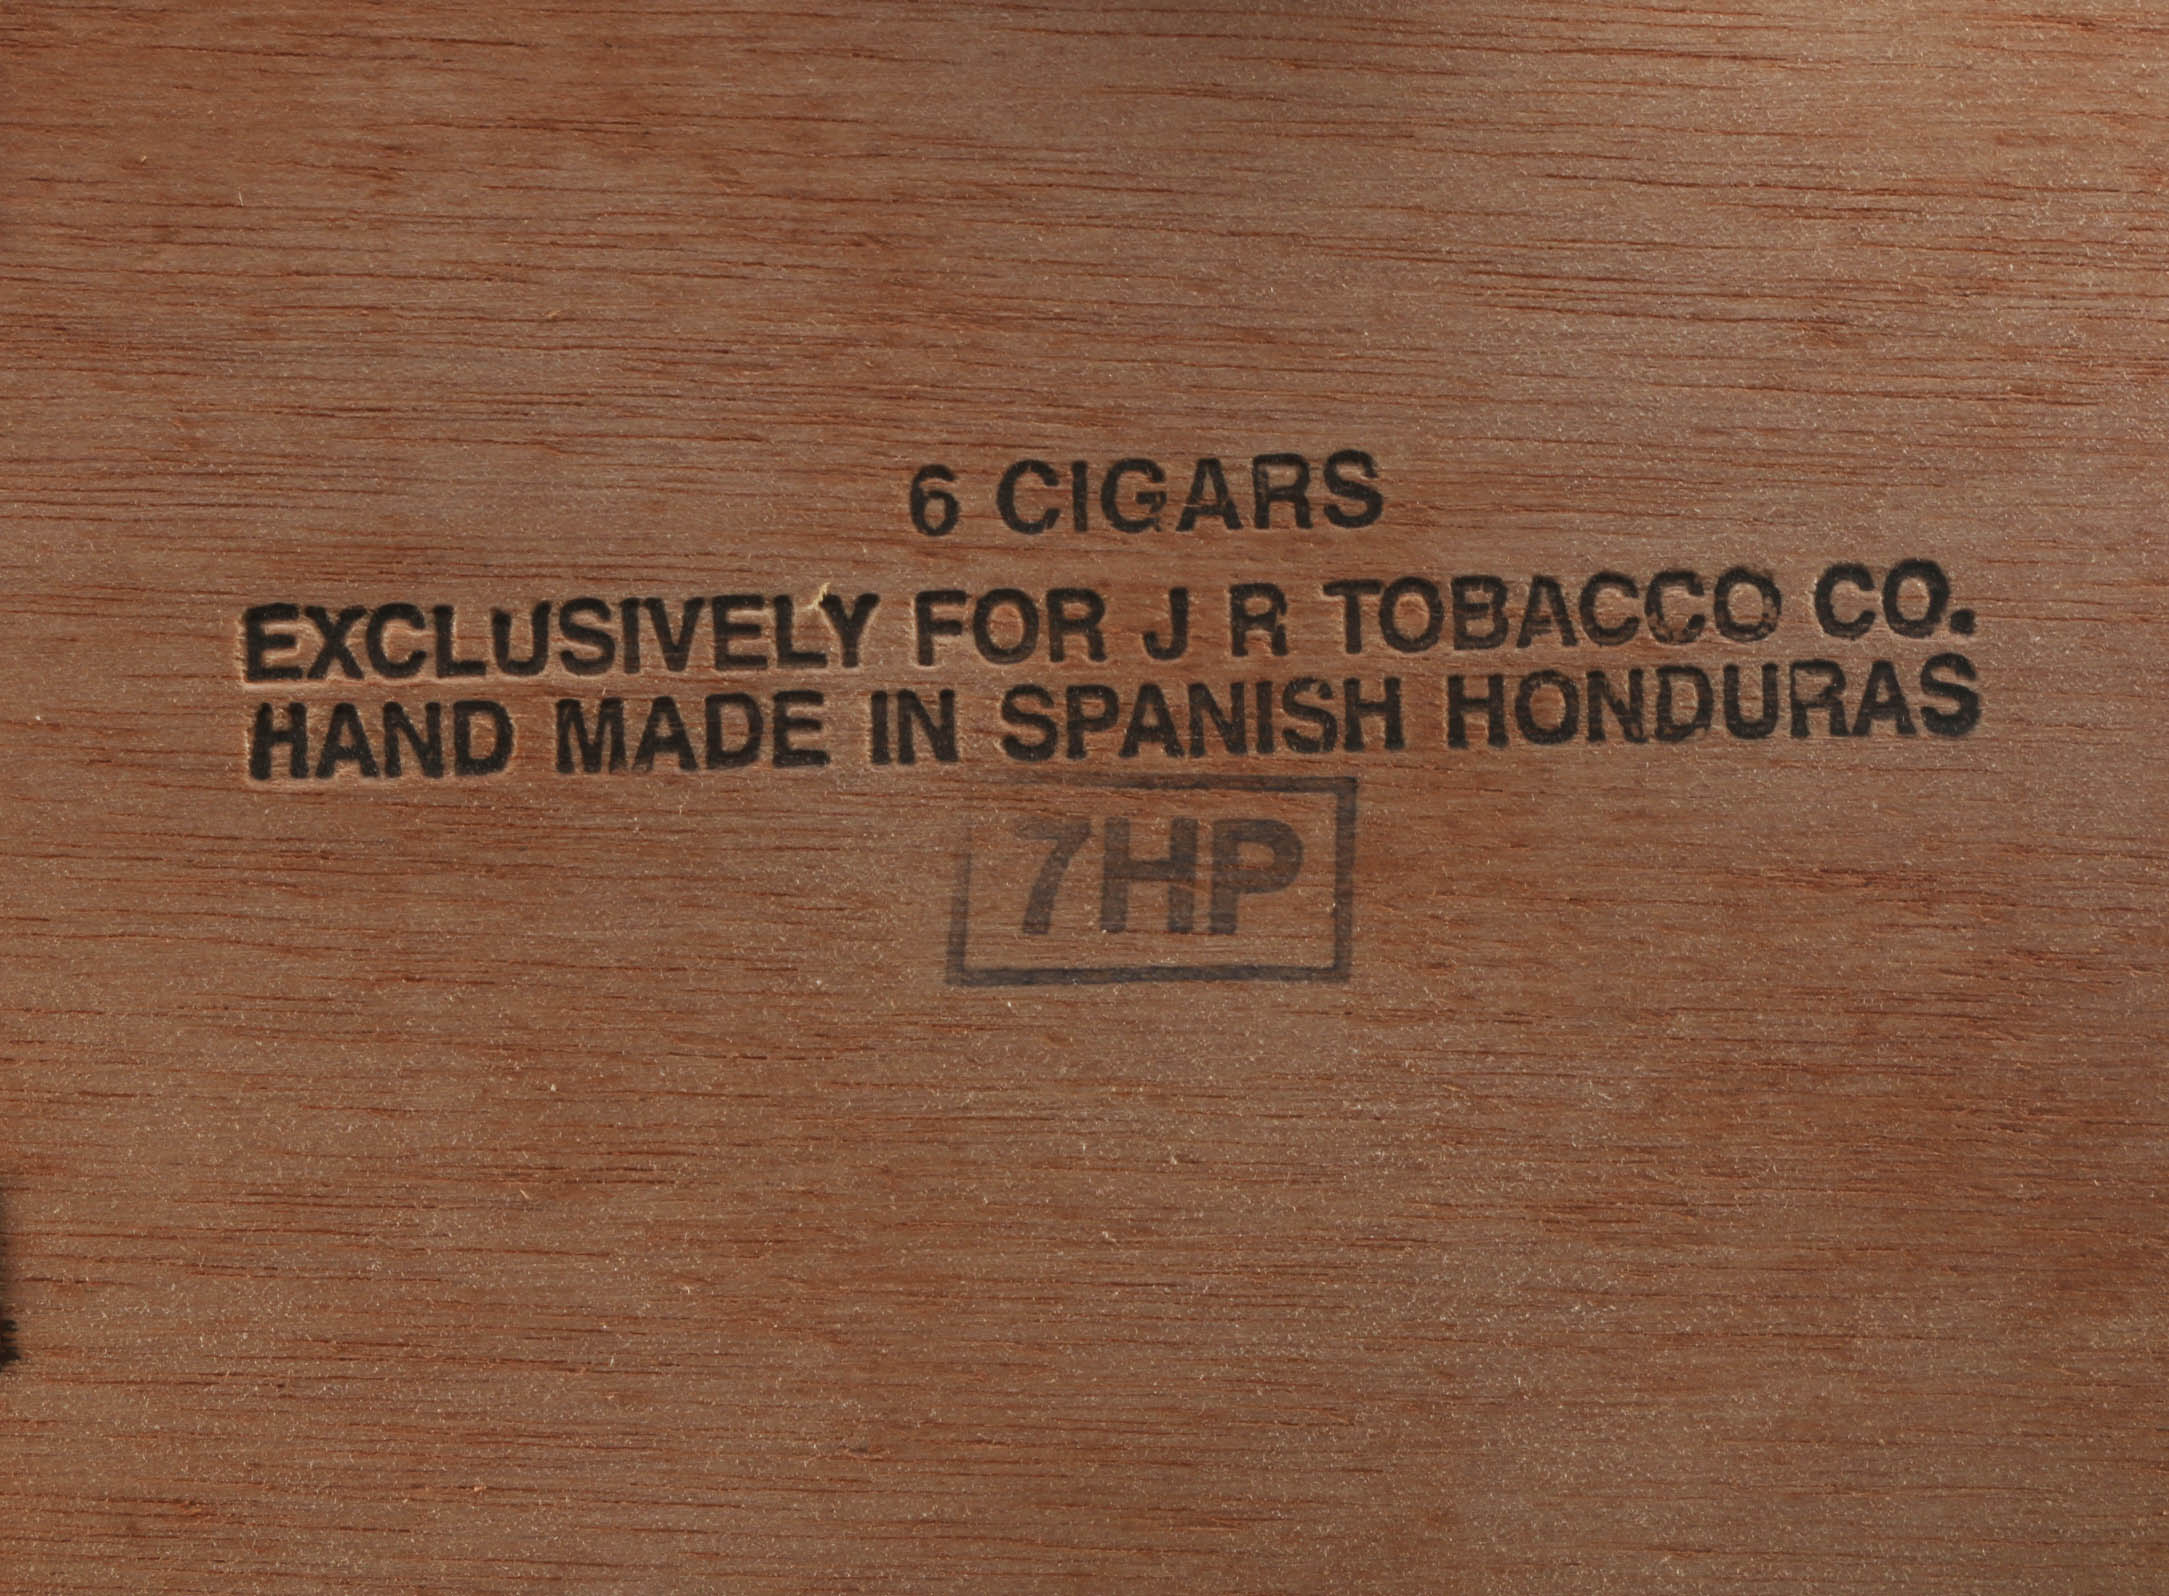 6 CIGARS
EXCLUSIVELY FOR J R TOBACCO CO.
HAND MADE IN SPANISH HONDURAS
7HP